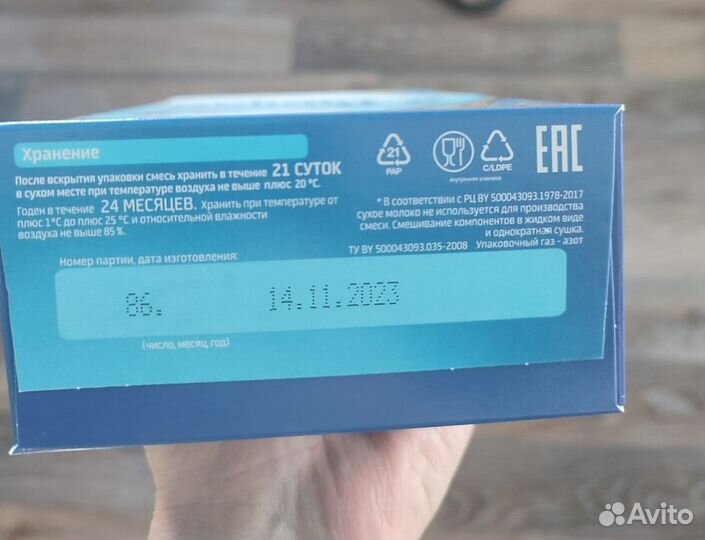 Хранение
После вскрытия упаковки смесь хранить в течение 21 СУТОК
в сухом месте при температуре воздуха не выше плюс 20 °С.
Годен в течение 24 МЕСЯЦЕВ. Хранить при температуре от
плюс 1°С до плюс 25 °С и относительной влажности
воздуха не выше 85 %.
21
PAP
C/LDPE
внутренняя упаковка
EAC
* В соответствии с РЦ BY 500043093.1978-2017
сухое молоко не используется для производства
смеси. Смешивание компонентов в жидком виде
и однократная сушка.
ТУ BY 500043093.035-2008 Упаковочный газ - азот
Номер партии, дата изготовления:
86. 14.11.2023
(число, месяц, год)
Avito